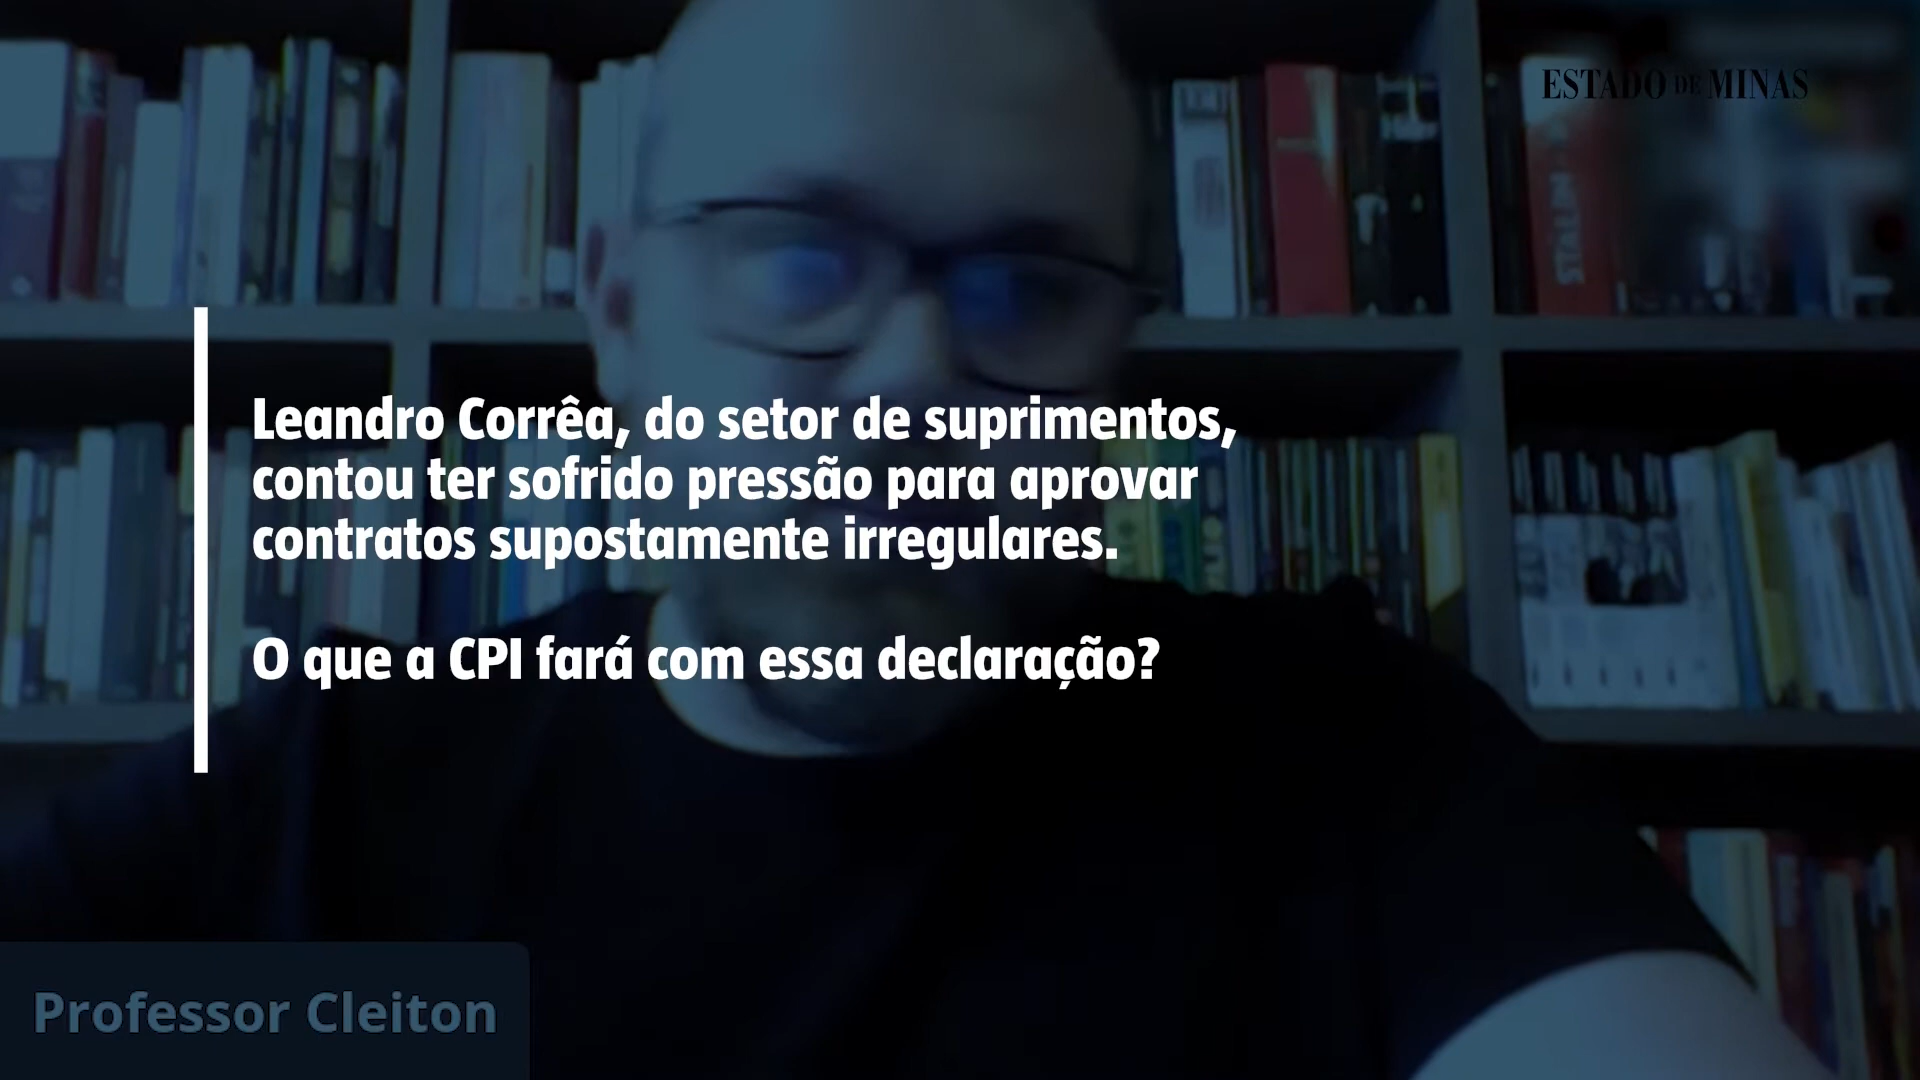 ESTADO DE MINAS
STALIN
Leandro Corrêa, do setor de suprimentos,
contou ter sofrido pressão para aprovar
contratos supostamente irregulares.
O que a CPI fará com essa declaração?
Professor Cleiton